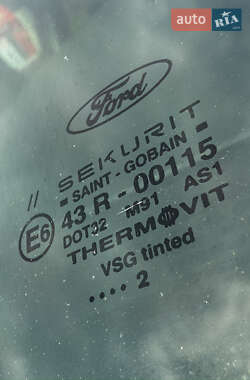 auto RIA
Ford
// SEKURIT
• SAINT-GOBAIN •
E6 43 R - 00115
DOT32 M91 AS1
THERMOVIT
VSG tinted
.... 2